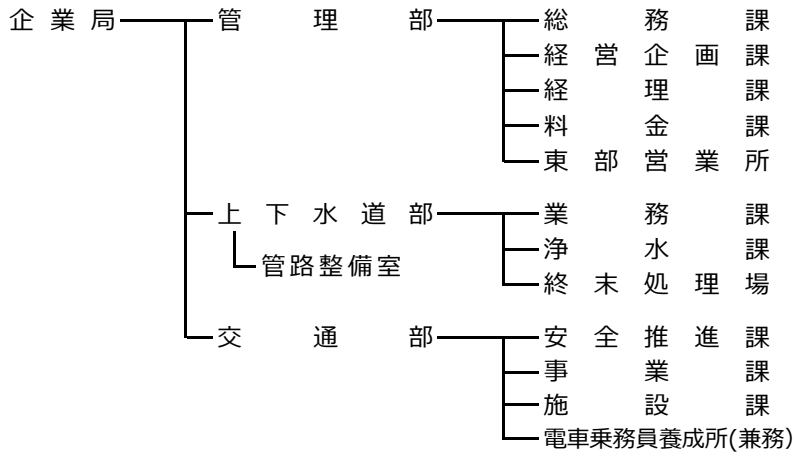 企業局 管理部 総務課
経営企画課
経理課
料金課
東部営業所
上下水道部 業務課
浄水課
管路整備室
終末処理場
交通部 安全推進課
事業課
施設課
電車乗務員養成所(兼務)